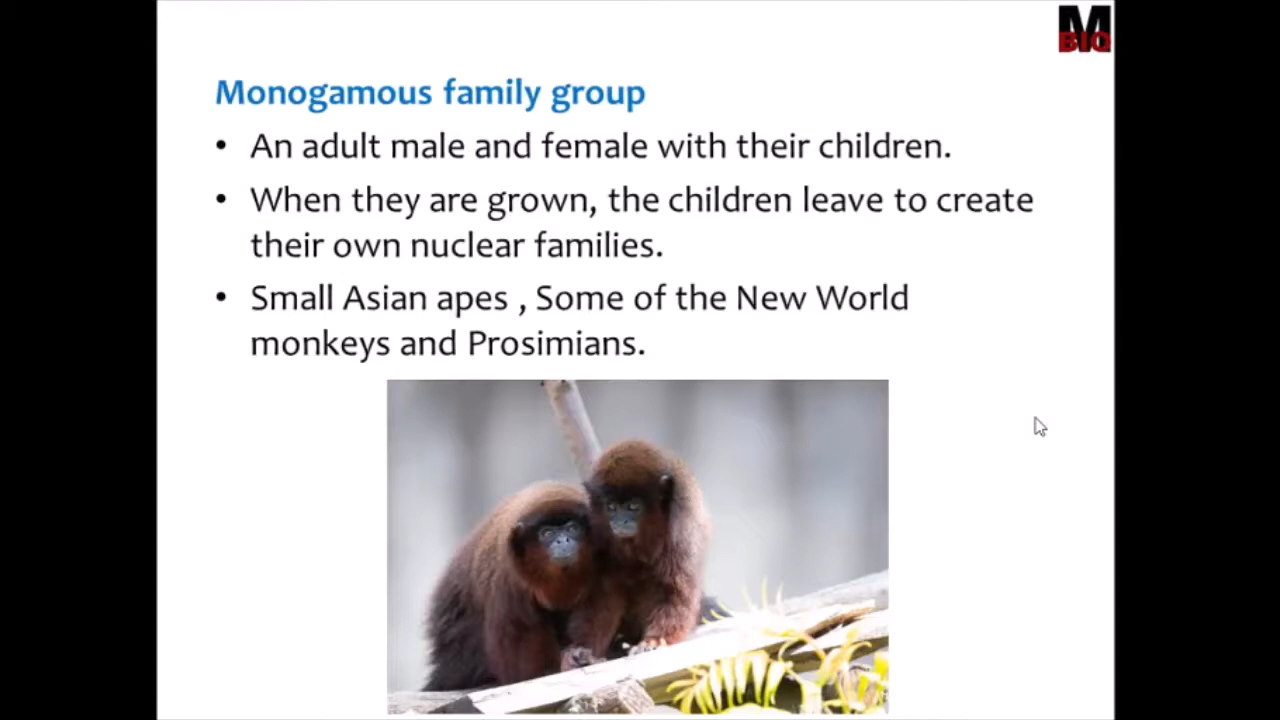 M
BIO
Monogamous family group
• An adult male and female with their children.
• When they are grown, the children leave to create
their own nuclear families.
• Small Asian apes , Some of the New World
monkeys and Prosimians.